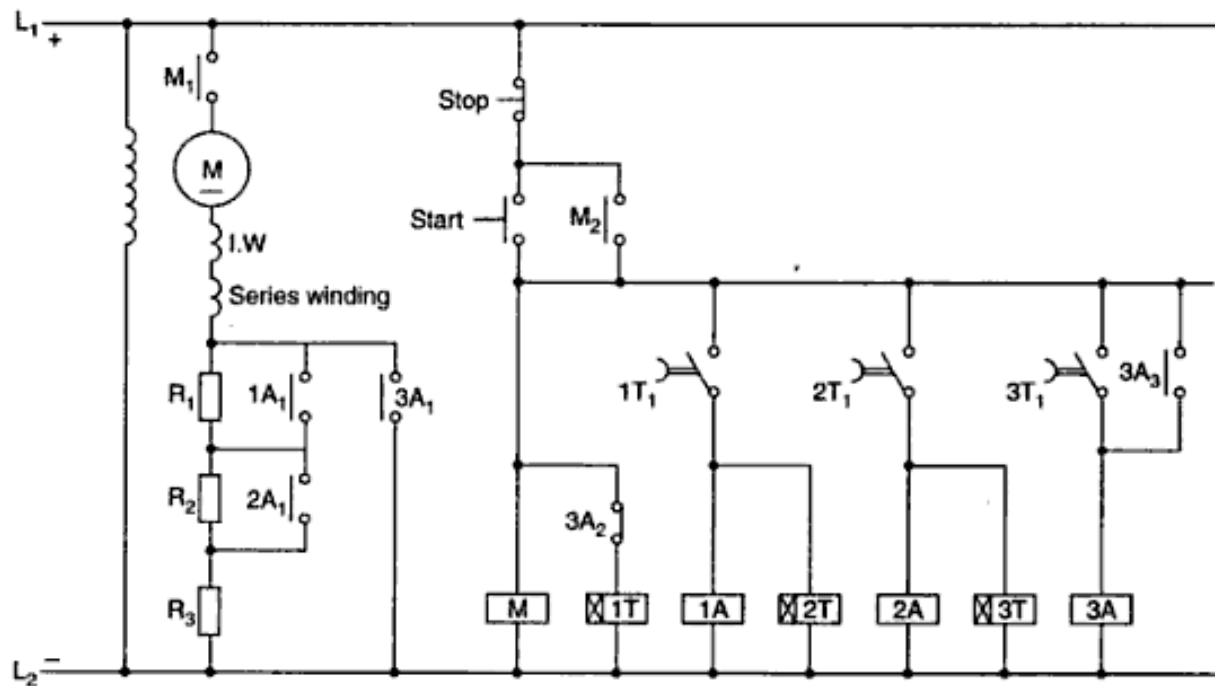 L1 +
M1
Stop
M
Start
M2
I.W
Series winding
R1
1A1
3A1
1T1
2T1
3T1
3A3
R2
2A1
3A2
R3
M
1T
1A
2T
2A
3T
3A
L2 −